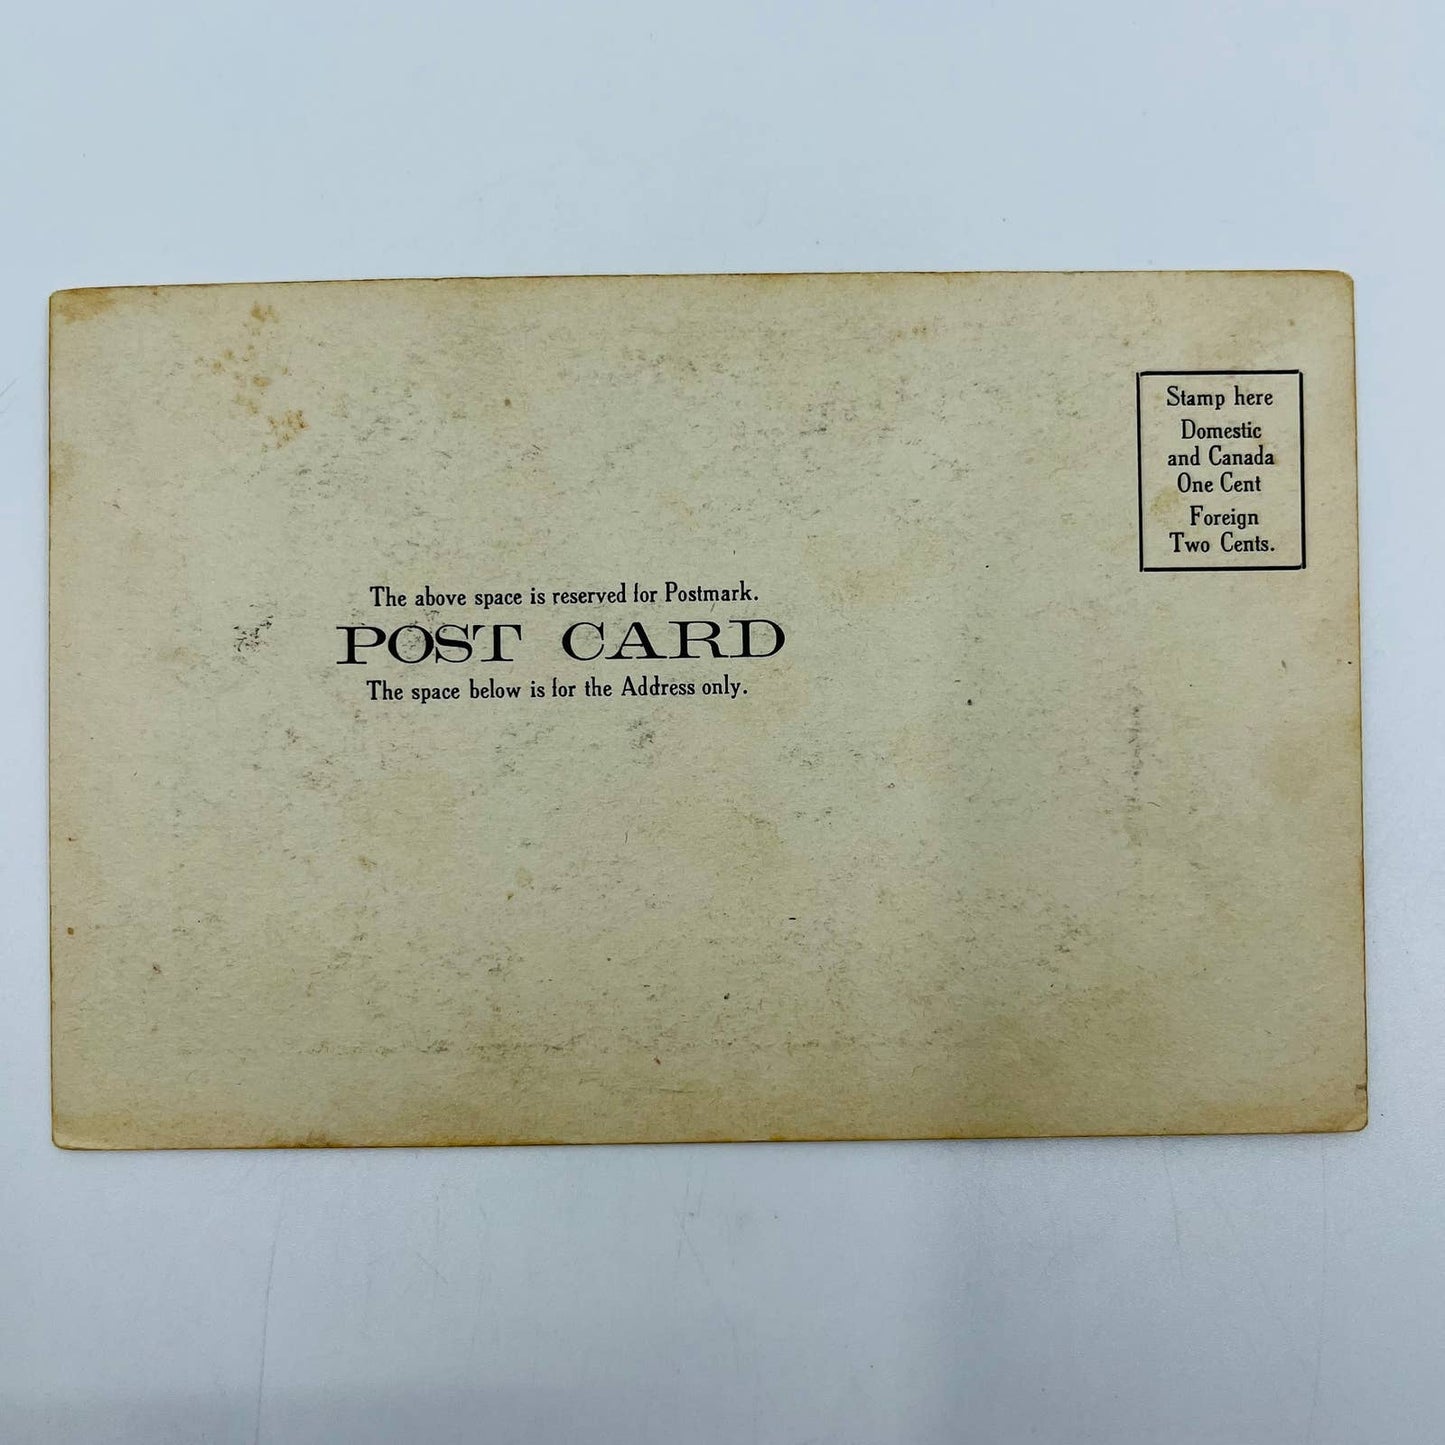 Stamp here
Domestic
and Canada
One Cent
Foreign
Two Cents.
The above space is reserved for Postmark.
POST CARD
The space below is for the Address only.